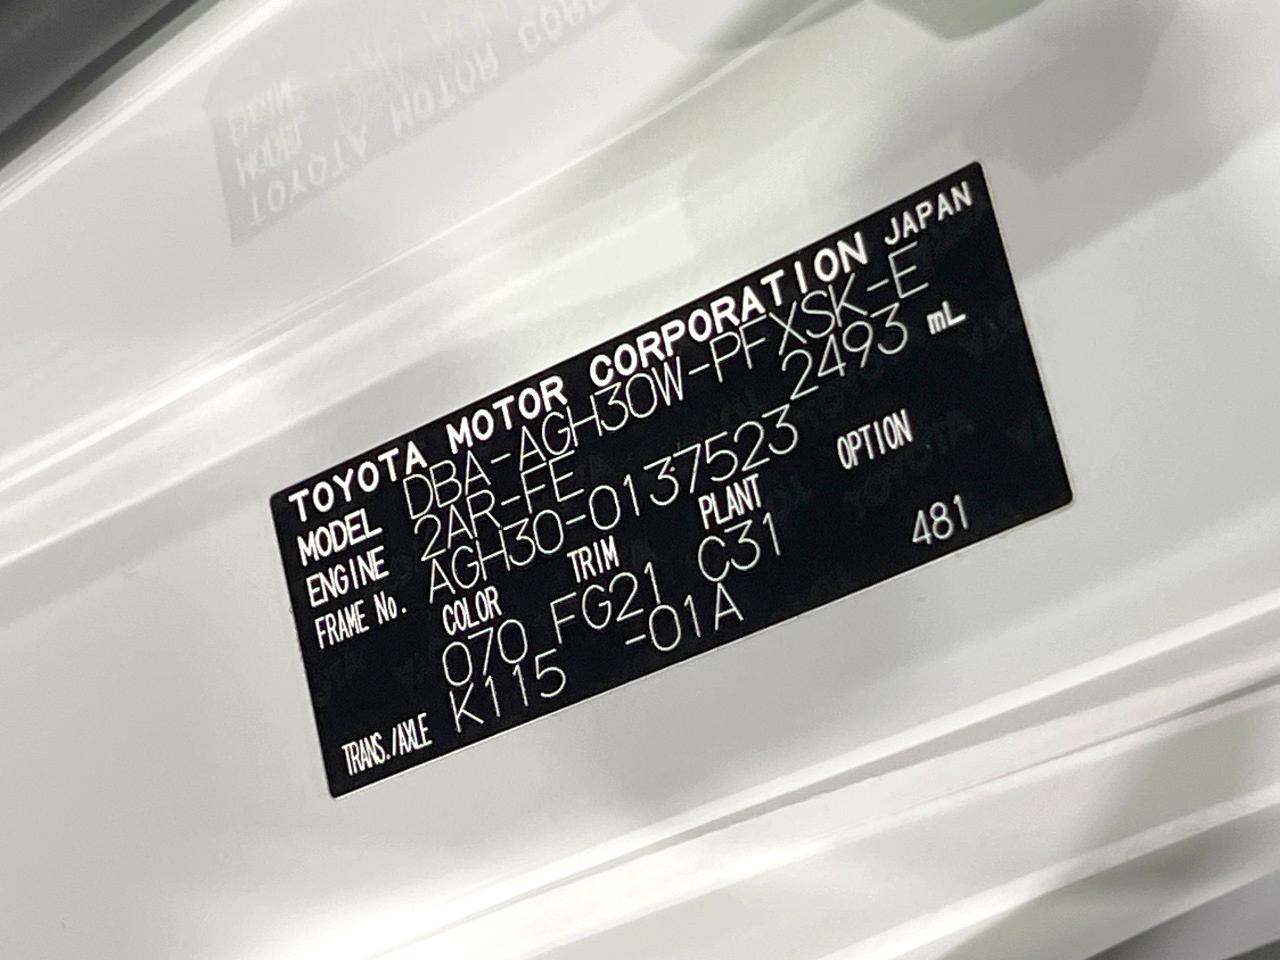 TOYOTA MOTOR CORPORATION JAPAN
MODEL DBA-AGH30W-PFXSK-E
ENGINE 2AR-FE 2493 mL
FRAME No. AGH30-0137523
COLOR TRIM PLANT OPTION
070 FG21 C31 481
TRANS./AXLE K115 -01A